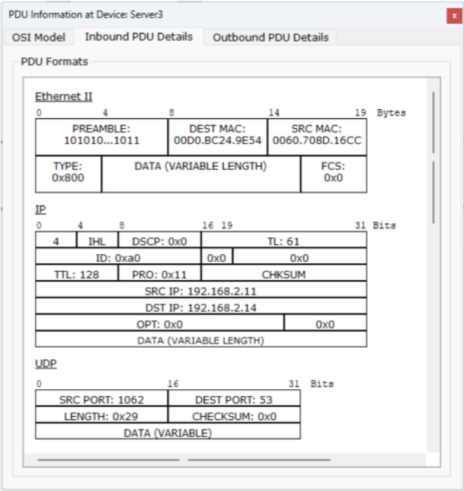 PDU Information at Device: Server3
OSI Model Inbound PDU Details Outbound PDU Details
PDU Formats
Ethernet II
0 4 8 14 19 Bytes
PREAMBLE: DEST MAC: SRC MAC:
101010...1011 00D0.BC24.9E54 0060.708D.16CC
TYPE: DATA (VARIABLE LENGTH) FCS:
0x800 0x0
IP
0 4 8 16 19 31 Bits
4 IHL DSCP: 0x0 TL: 61
ID: 0xa0 0x0 0x0
TTL: 128 PRO: 0x11 CHKSUM
SRC IP: 192.168.2.11
DST IP: 192.168.2.14
OPT: 0x0 0x0
DATA (VARIABLE LENGTH)
UDP
0 16 31 Bits
SRC PORT: 1062 DEST PORT: 53
LENGTH: 0x29 CHECKSUM: 0x0
DATA (VARIABLE)